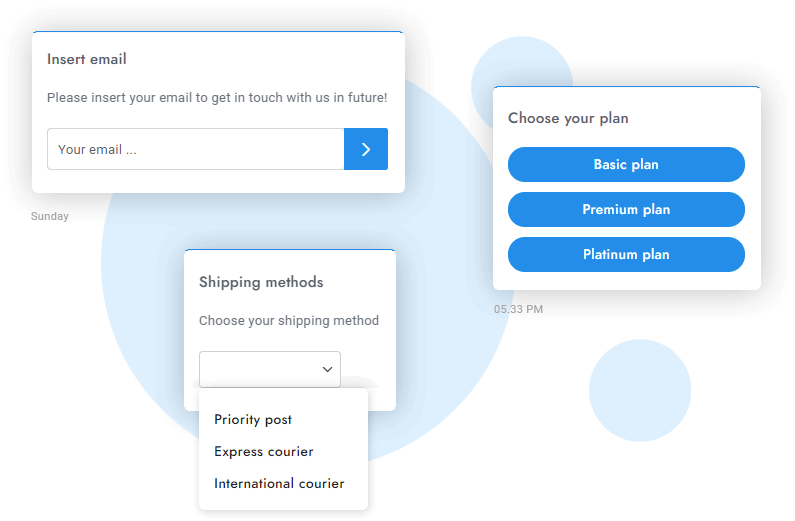 Insert email
Please insert your email to get in touch with us in future!
Your email ...
Sunday
Choose your plan
Basic plan
Premium plan
Platinum plan
05.33 PM
Shipping methods
Choose your shipping method
Priority post
Express courier
International courier